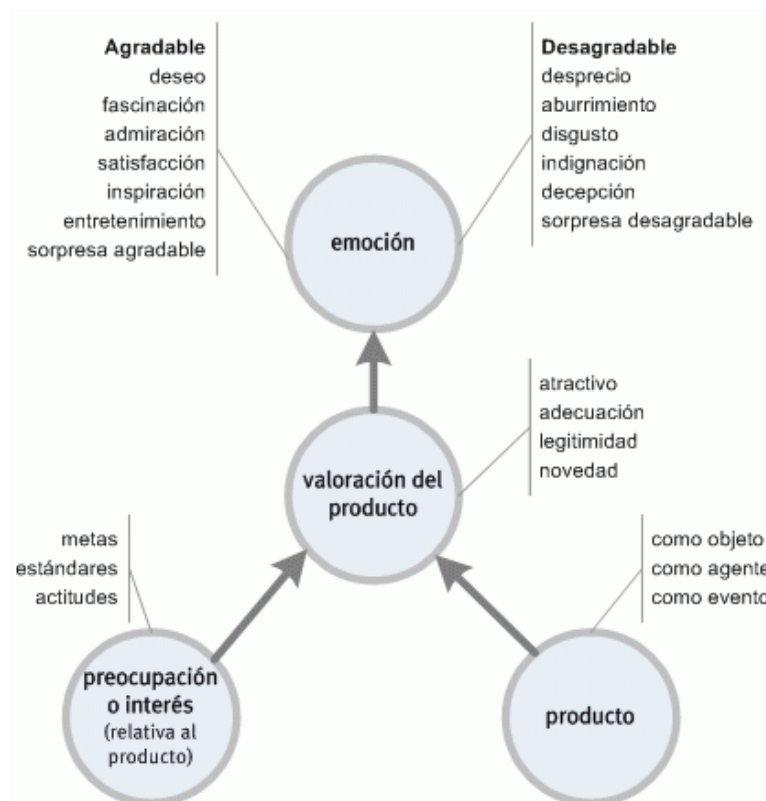 Agradable
deseo
fascinación
admiración
satisfacción
inspiración
entretenimiento
sorpresa agradable
Desagradable
desprecio
aburrimiento
disgusto
indignación
decepción
sorpresa desagradable
emoción
atractivo
adecuación
legitimidad
novedad
valoración del
producto
metas
estándares
actitudes
como objeto
como agente
como evento
preocupación
o interés
(relativa al
producto)
producto